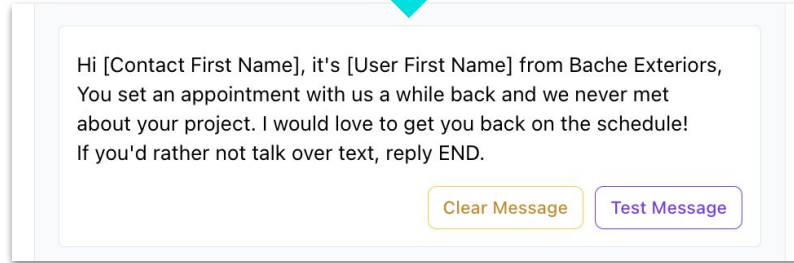 Hi [Contact First Name], it's [User First Name] from Bache Exteriors,
You set an appointment with us a while back and we never met
about your project. I would love to get you back on the schedule!
If you'd rather not talk over text, reply END.
Clear Message Test Message